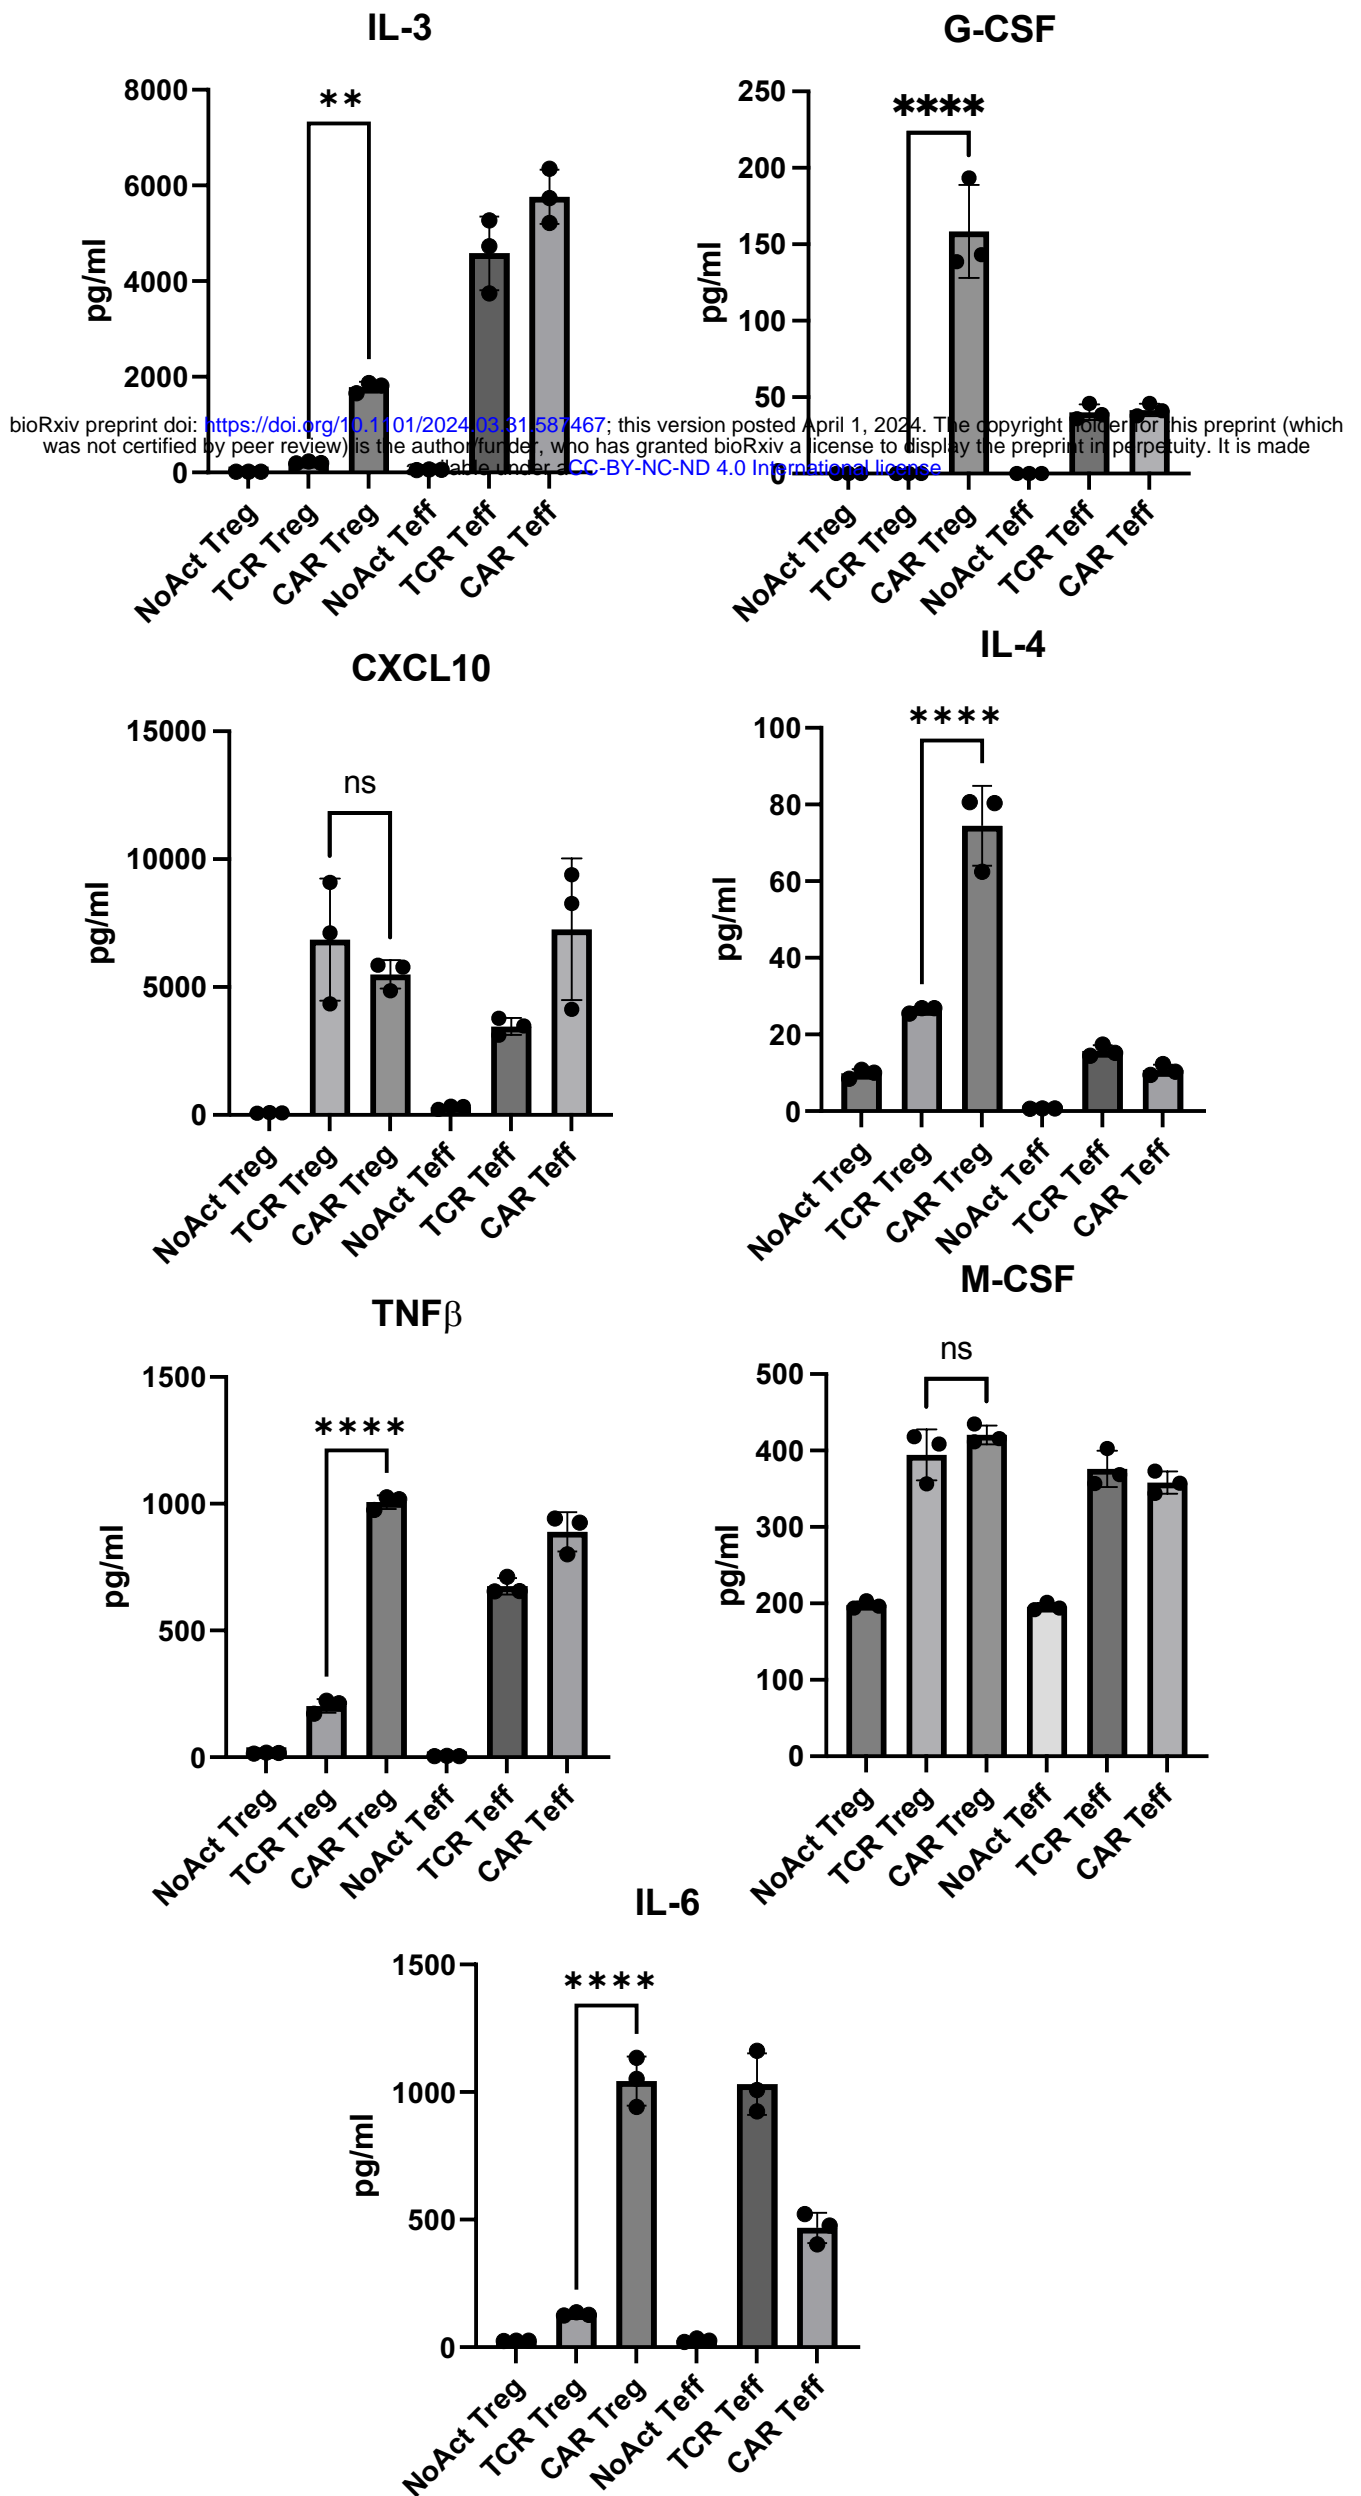 IL-3
8000
6000
4000
2000
0
pg/ml
**
NoAct Treg
TCR Treg
CAR Treg
NoAct Teff
TCR Teff
CAR Teff
G-CSF
250
200
150
100
50
0
pg/ml
****
NoAct Treg
TCR Treg
CAR Treg
NoAct Teff
TCR Teff
CAR Teff
bioRxiv preprint doi: https://doi.org/10.1101/2024.03.31.587467; this version posted April 1, 2024. The copyright holder for this preprint (which
was not certified by peer review) is the author/funder, who has granted bioRxiv a license to display the preprint in perpetuity. It is made
available under aCC-BY-NC-ND 4.0 International license
CXCL10
15000
10000
5000
0
pg/ml
ns
NoAct Treg
TCR Treg
CAR Treg
NoAct Teff
TCR Teff
CAR Teff
IL-4
100
80
60
40
20
0
pg/ml
****
NoAct Treg
TCR Treg
CAR Treg
NoAct Teff
TCR Teff
CAR Teff
TNFβ
1500
1000
500
0
pg/ml
****
NoAct Treg
TCR Treg
CAR Treg
NoAct Teff
TCR Teff
CAR Teff
M-CSF
500
400
300
200
100
0
pg/ml
ns
NoAct Treg
TCR Treg
CAR Treg
NoAct Teff
TCR Teff
CAR Teff
IL-6
1500
1000
500
0
pg/ml
****
NoAct Treg
TCR Treg
CAR Treg
NoAct Teff
TCR Teff
CAR Teff